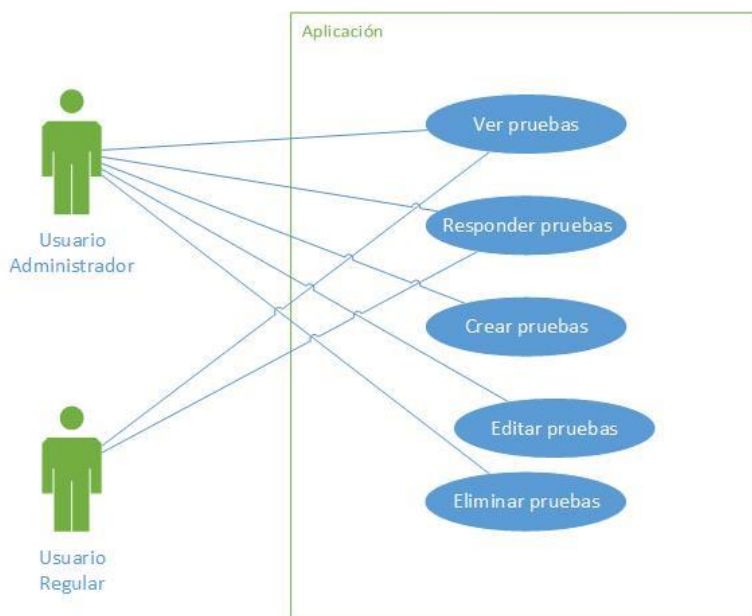 Aplicación
Ver pruebas
Responder pruebas
Usuario
Administrador
Crear pruebas
Editar pruebas
Eliminar pruebas
Usuario
Regular